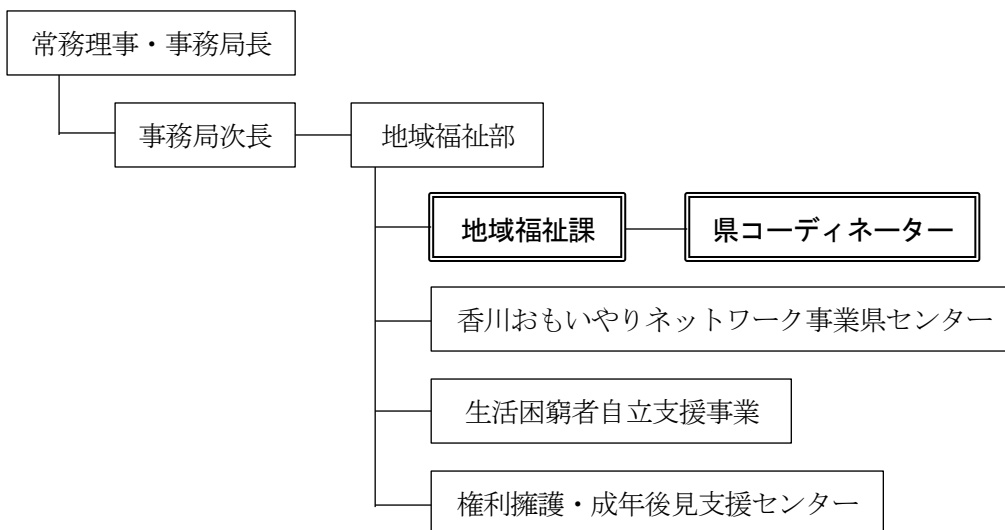 常務理事・事務局長
事務局次長
地域福祉部
地域福祉課
県コーディネーター
香川おもいやりネットワーク事業県センター
生活困窮者自立支援事業
権利擁護・成年後見支援センター